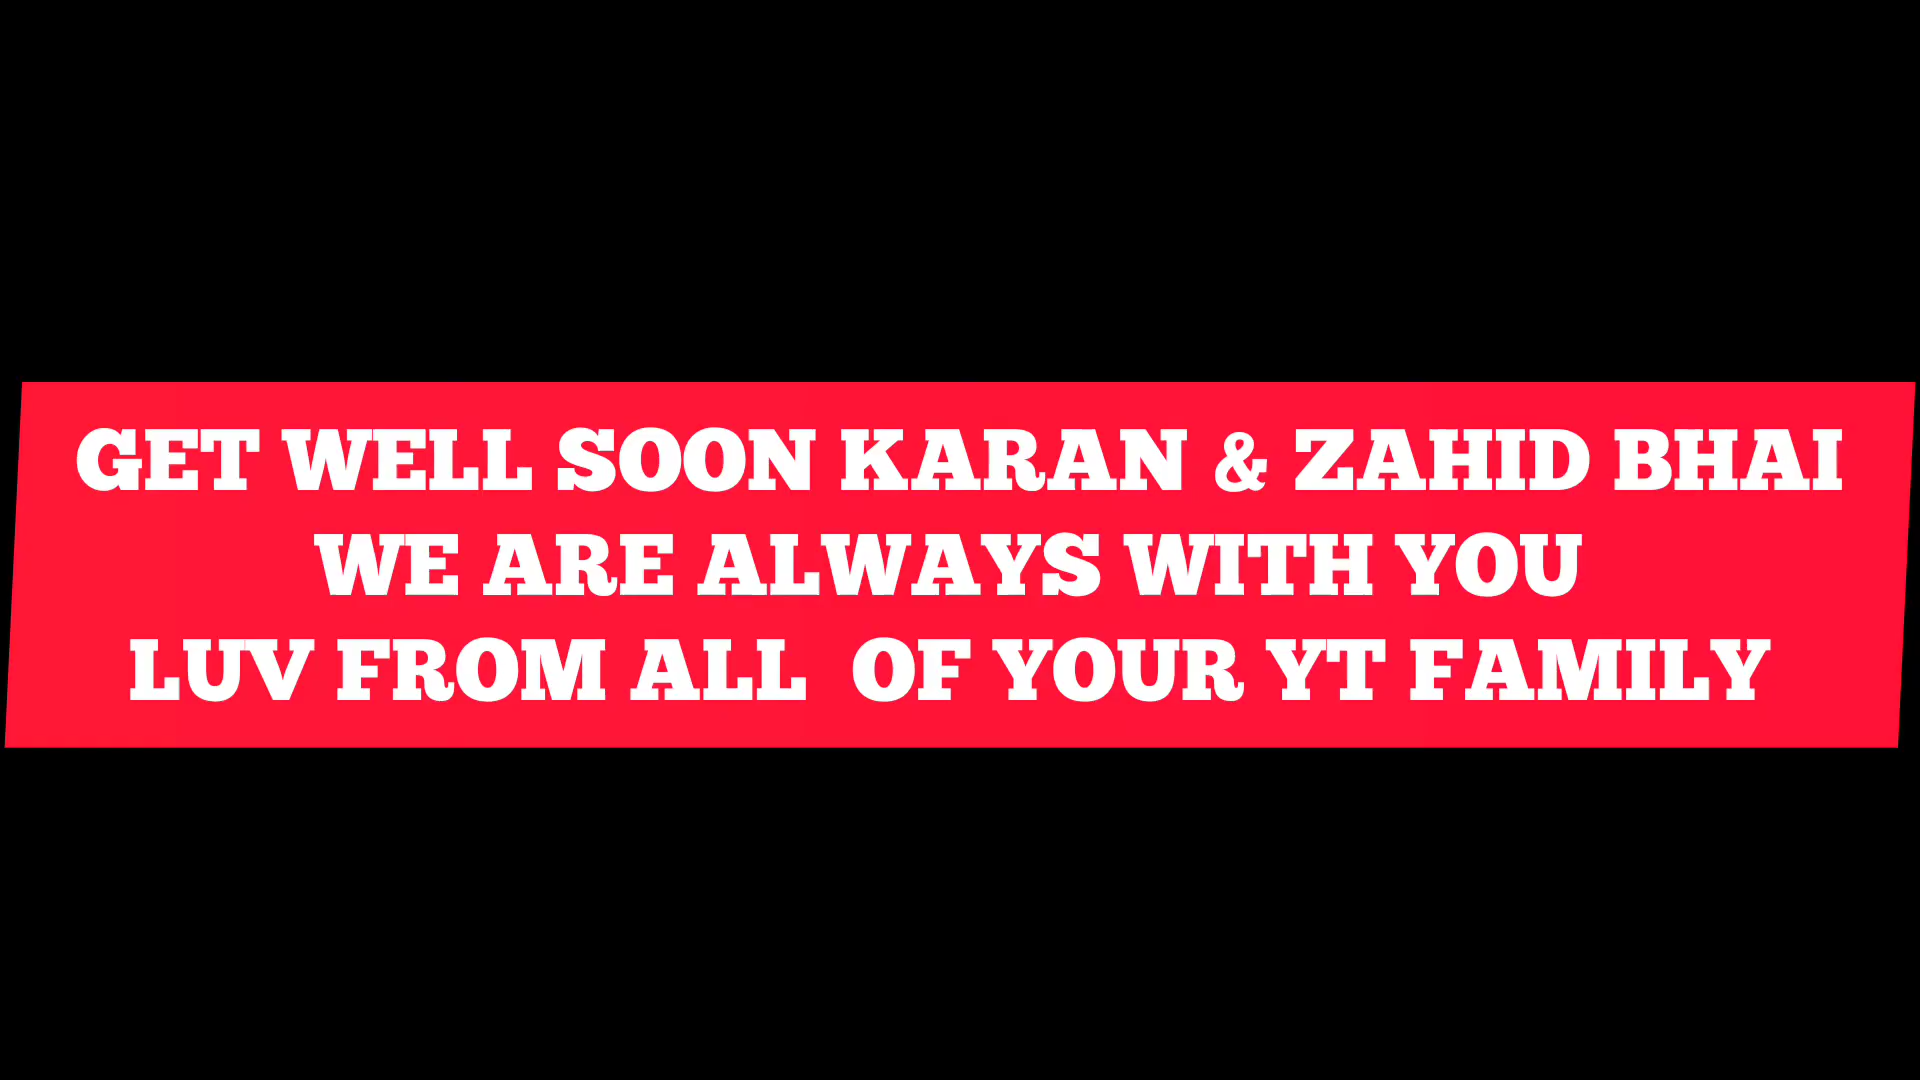 GET WELL SOON KARAN & ZAHID BHAI
WE ARE ALWAYS WITH YOU
LUV FROM ALL  OF YOUR YT FAMILY